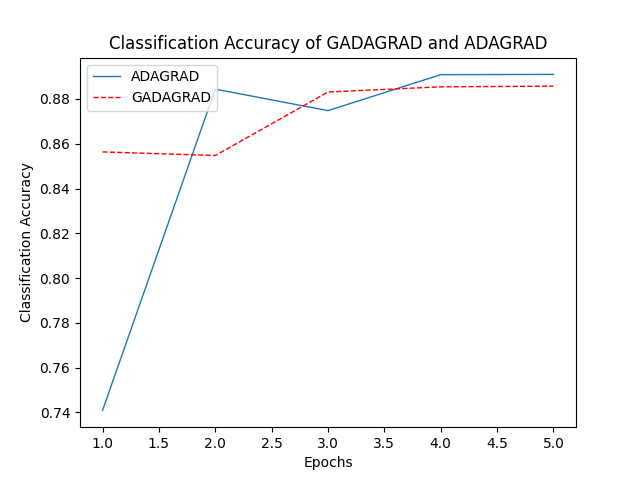 Classification Accuracy of GADAGRAD and ADAGRAD
ADAGRAD
GADAGRAD
Classification Accuracy
0.88
0.86
0.84
0.82
0.80
0.78
0.76
0.74
1.0 1.5 2.0 2.5 3.0 3.5 4.0 4.5 5.0
Epochs